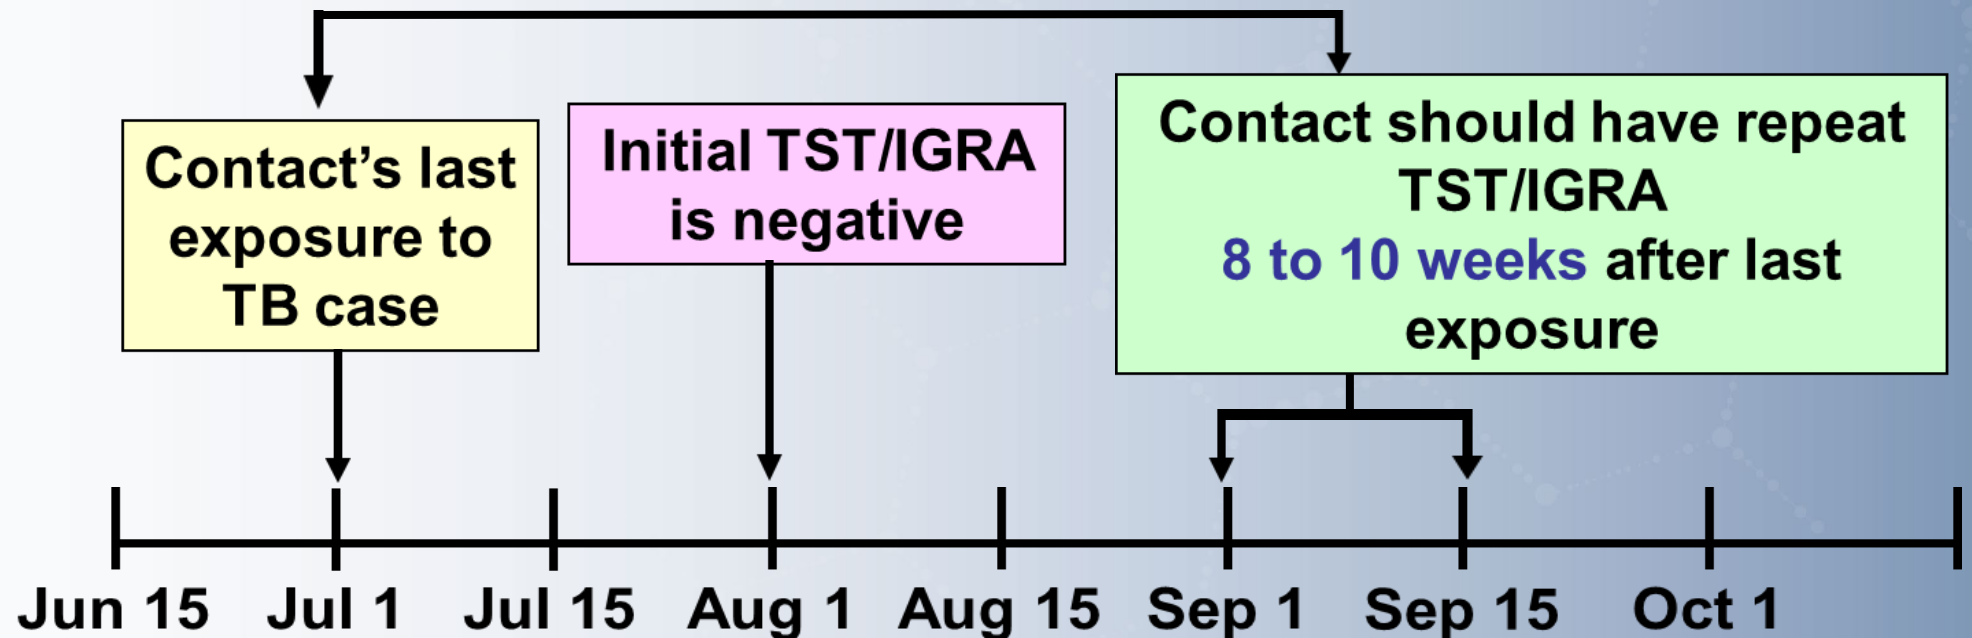 Contact’s last
exposure to
TB case
Initial TST/IGRA
is negative
Contact should have repeat
TST/IGRA
8 to 10 weeks after last
exposure
Jun 15 Jul 1 Jul 15 Aug 1 Aug 15 Sep 1 Sep 15 Oct 1